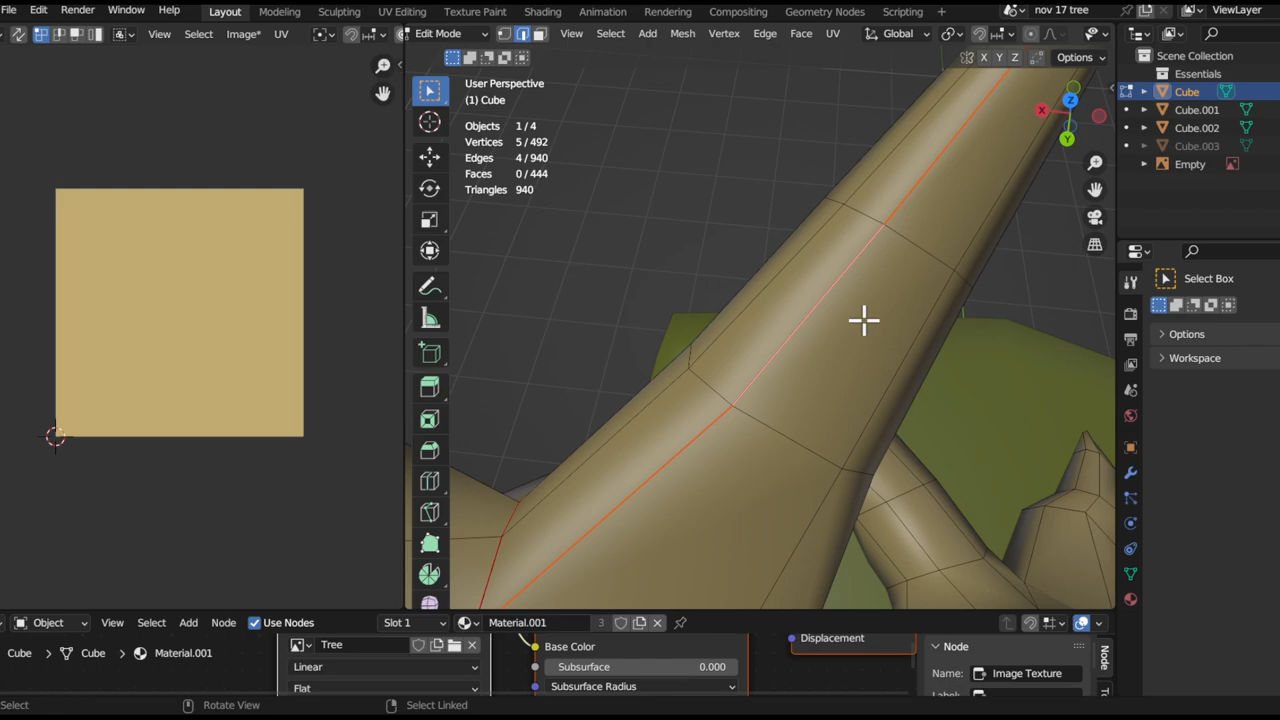 File Edit Render Window Help Layout Modeling Sculpting UV Editing Texture Paint Shading Animation Rendering Compositing Geometry Nodes Scripting + nov 17 tree ViewLayer
View Select Image* UV Edit Mode View Select Add Mesh Vertex Edge Face UV Global
X Y Z Options
User Perspective
(1) Cube
Objects 1 / 4
Vertices 5 / 492
Edges 4 / 940
Faces 0 / 444
Triangles 940
Z
X
Y
Scene Collection
Essentials
Cube
Cube.001
Cube.002
Cube.003
Empty
Select Box
Options
Workspace
Object View Select Add Node Use Nodes Slot 1 Material.001 3
Cube Cube Material.001
Tree
Linear
Flat
Base Color
Subsurface 0.000
Subsurface Radius
Displacement
Node
Name: Image Texture
Label:
Node
Select Rotate View Select Linked